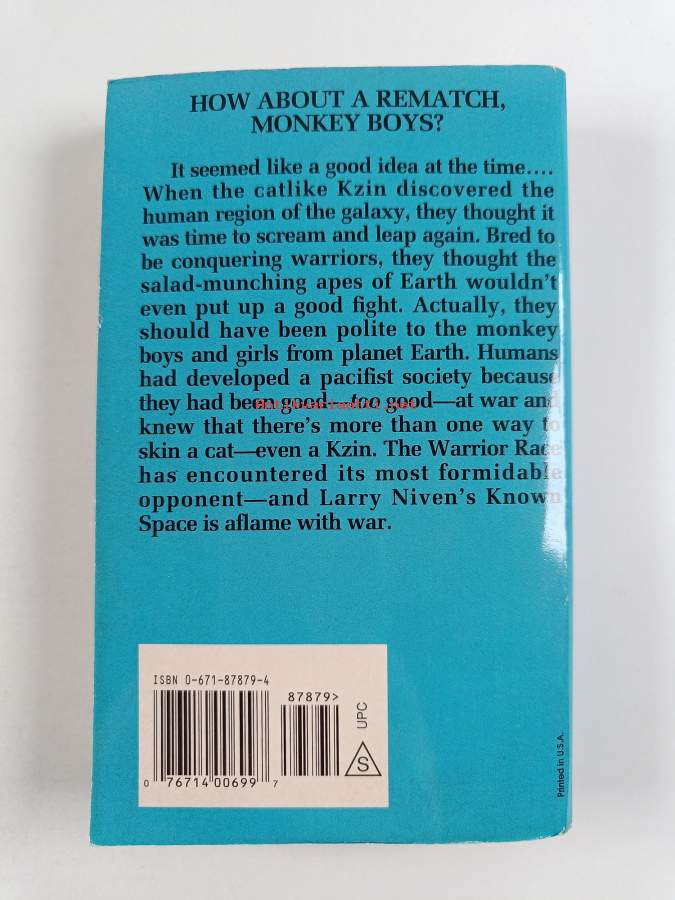 HOW ABOUT A REMATCH,
MONKEY BOYS?
It seemed like a good idea at the time....
When the catlike Kzin discovered the
human region of the galaxy, they thought it
was time to scream and leap again. Bred to
be conquering warriors, they thought the
salad-munching apes of Earth wouldn't
even put up a good fight. Actually, they
should have been polite to the monkey
boys and girls from planet Earth. Humans
had developed a pacifist society because
they had been good—too good—at war and
knew that there's more than one way to
skin a cat—even a Kzin. The Warrior Race
has encountered its most formidable
opponent—and Larry Niven's Known
Space is aflame with war.
ISBN 0-671-87879-4
87879>
UPC
S
0 76714 00699 7
Printed in U.S.A.